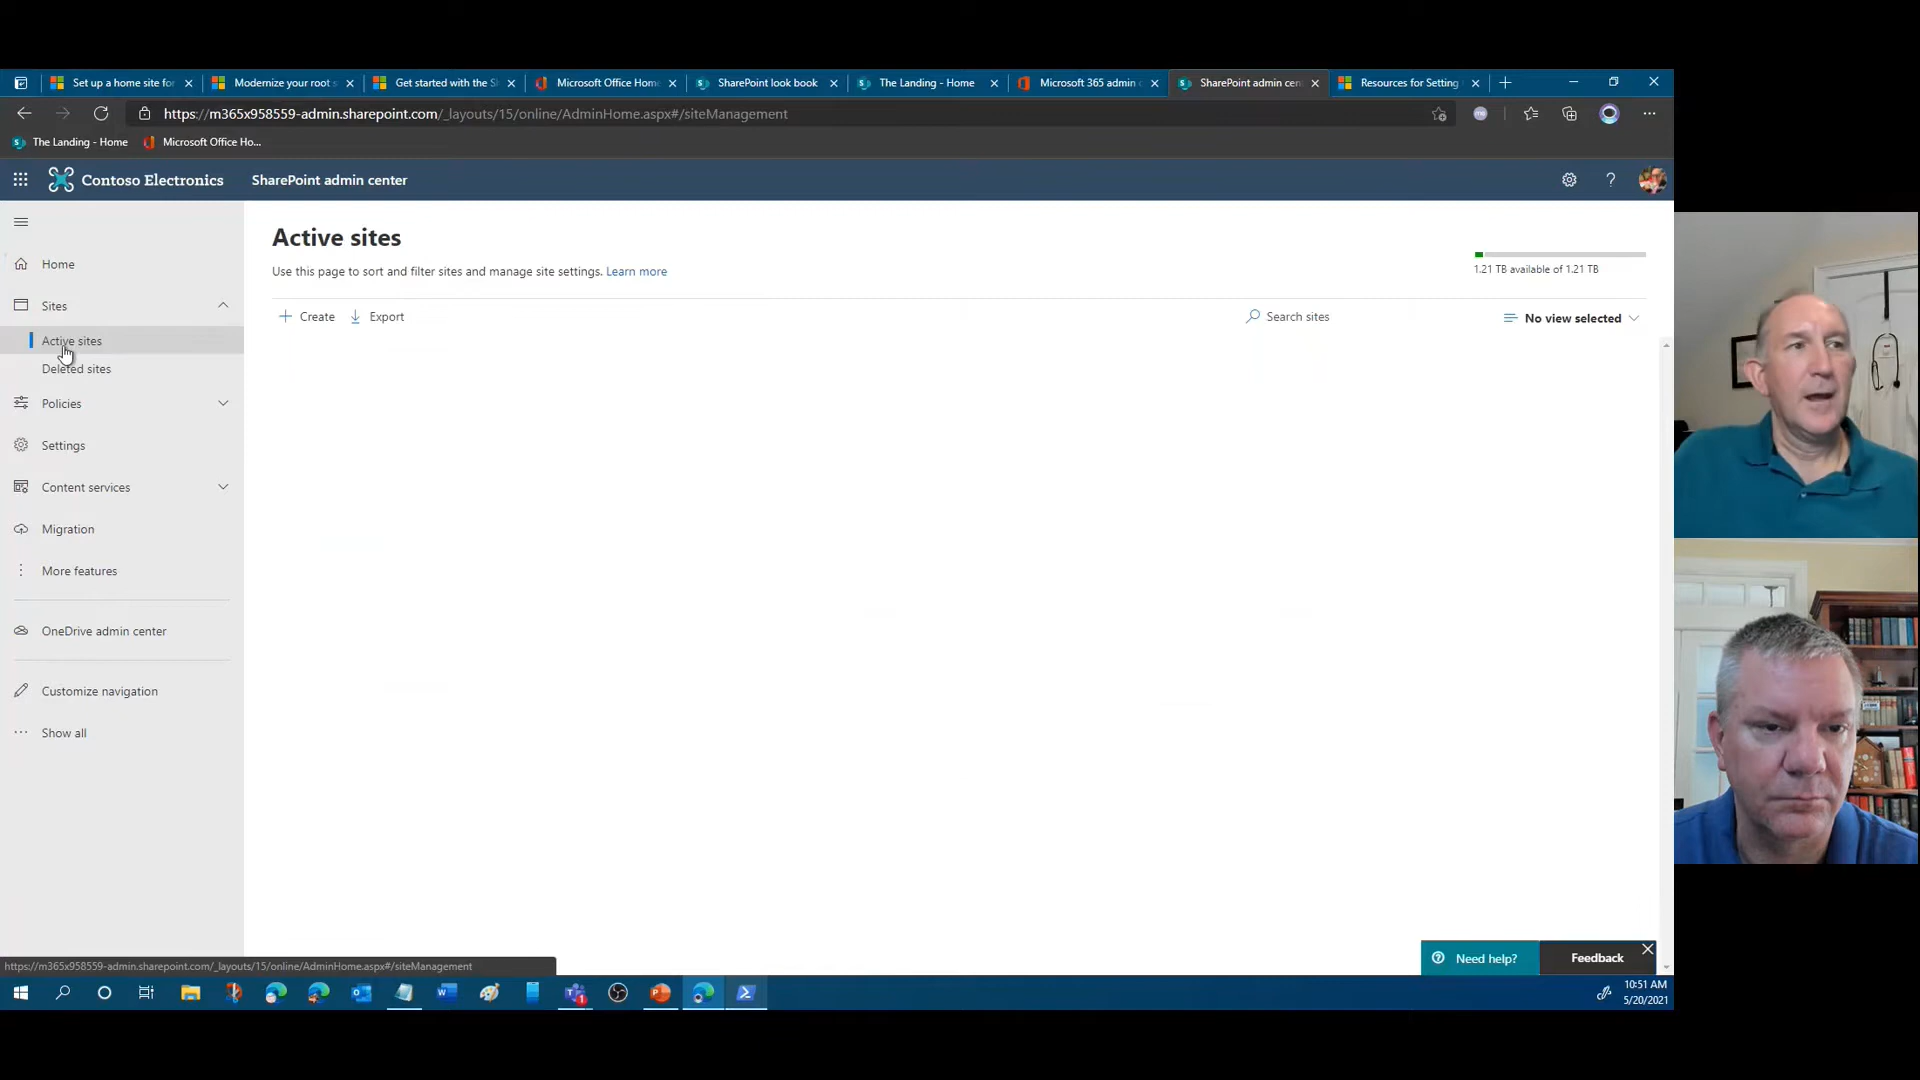 Set up a home site for
Modernize your root s
Get started with the S
Microsoft Office Home
SharePoint look book
The Landing - Home
Microsoft 365 admin c
SharePoint admin cen
Resources for Setting
https://m365x958559-admin.sharepoint.com/_layouts/15/online/AdminHome.aspx#/siteManagement
The Landing - Home
Microsoft Office Ho...
Contoso Electronics
SharePoint admin center
Home
Sites
Active sites
Deleted sites
Policies
Settings
Content services
Migration
More features
OneDrive admin center
Customize navigation
Show all
Active sites
Use this page to sort and filter sites and manage site settings. Learn more
1.21 TB available of 1.21 TB
Create
Export
Search sites
No view selected
Need help?
Feedback
https://m365x958559-admin.sharepoint.com/_layouts/15/online/AdminHome.aspx#/siteManagement
10:51 AM
5/20/2021